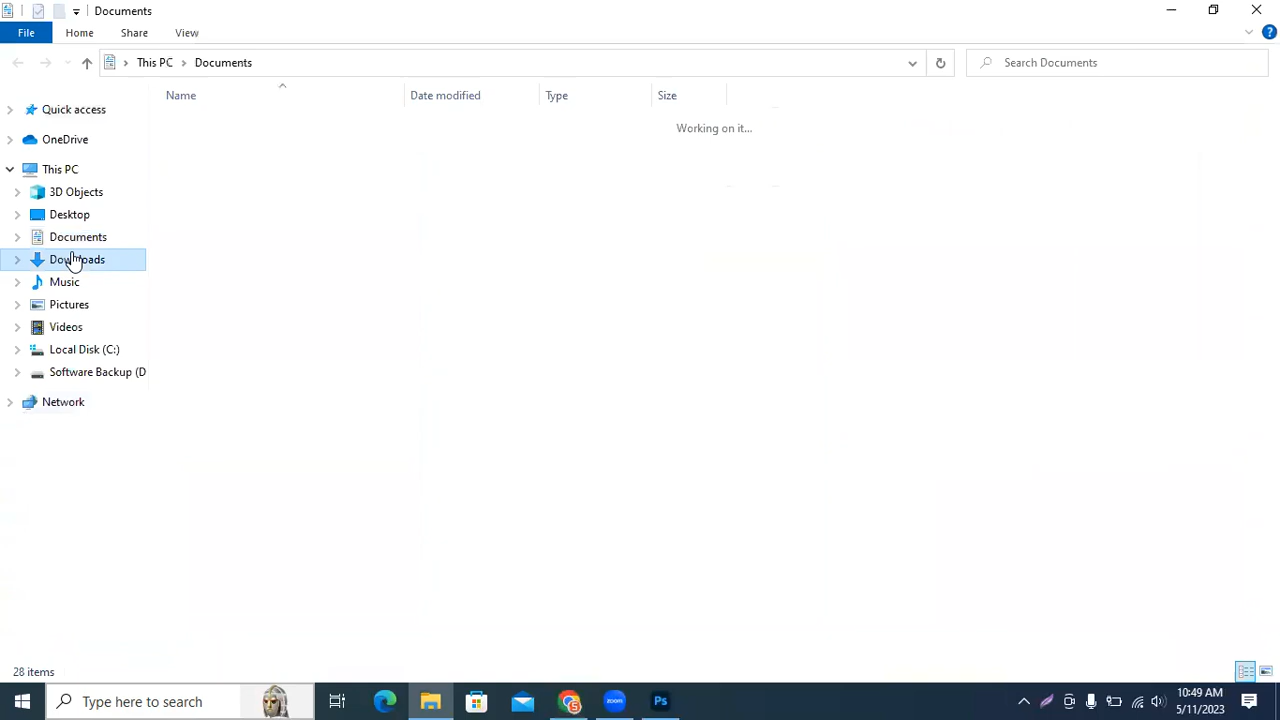 Documents
File Home Share View
This PC > Documents
Search Documents
Name Date modified Type Size
Working on it...
Quick access
OneDrive
This PC
3D Objects
Desktop
Documents
Downloads
Music
Pictures
Videos
Local Disk (C:)
Software Backup (D
Network
28 items
Type here to search
zoom
Ps
10:49 AM
5/11/2023